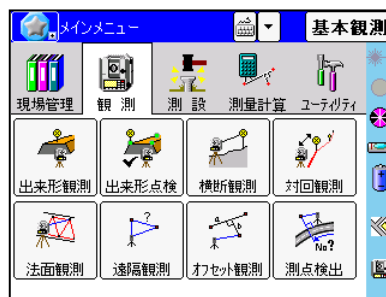 メインメニュー
基本観測
現場管理 観測 測設 測量計算 ユーティリティ
出来形観測 出来形点検 横断観測 対回観測
?
No?
法面観測 遠隔観測 オフセット観測 測点検出